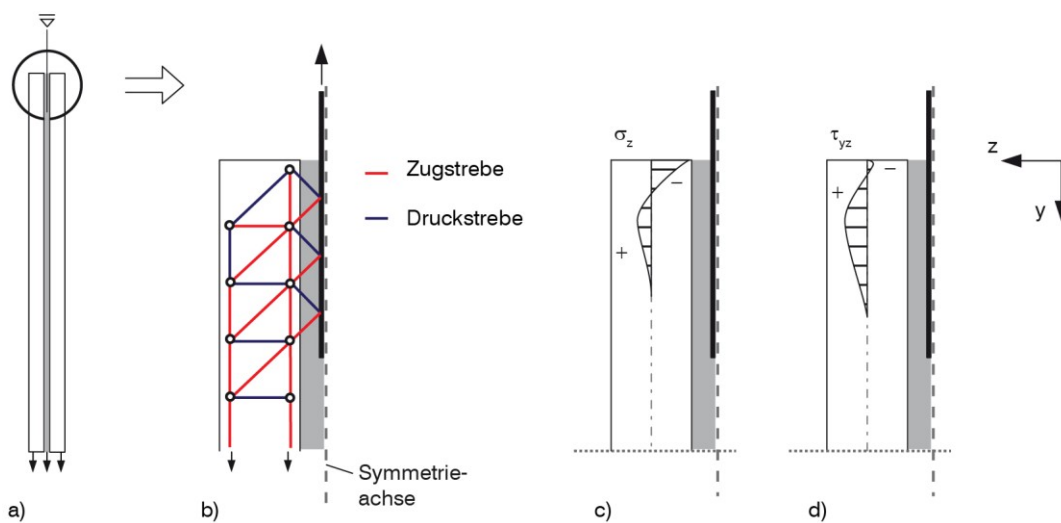 σz
τyz
z
y
−
−
+
+
Zugstrebe
Druckstrebe
Symmetrie-
achse
a)
b)
c)
d)